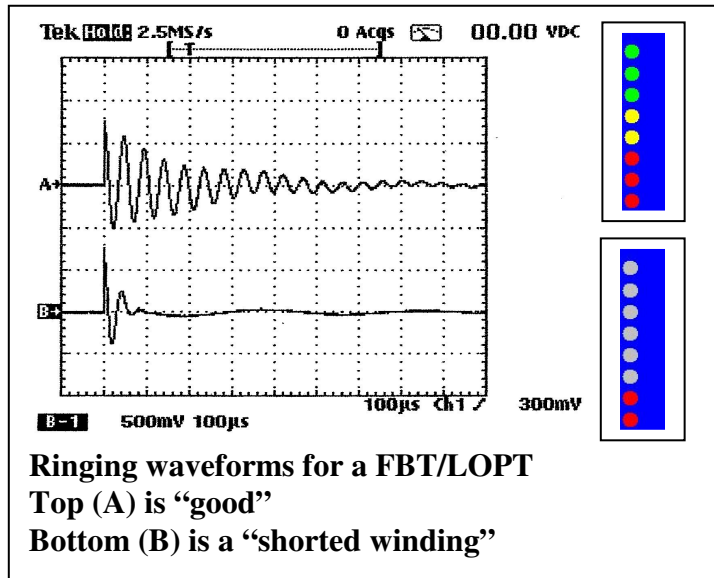 Tek HOLD 2.5MS/s 0 Acqs 00.00 VDC
[ T ]
A→
B→
100µs Ch1 300mV
B-1 500mV 100µs
Ringing waveforms for a FBT/LOPT
Top (A) is “good”
Bottom (B) is a “shorted winding”